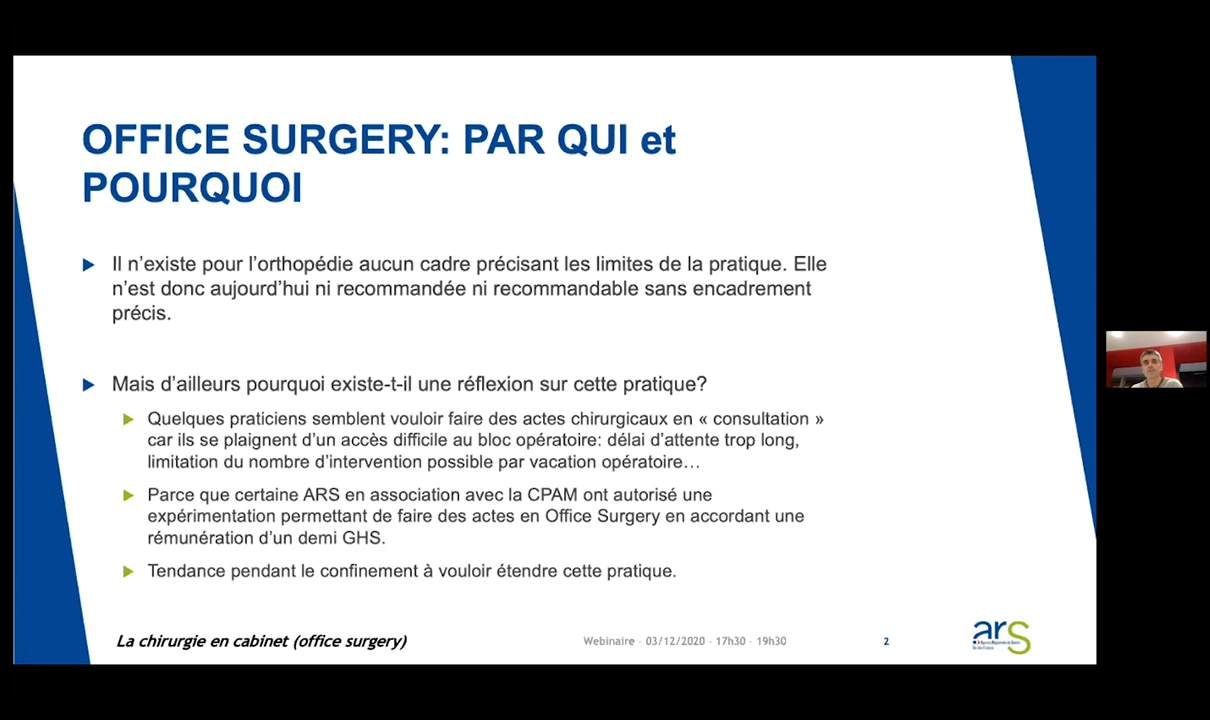 OFFICE SURGERY: PAR QUI et
POURQUOI
Il n'existe pour l'orthopédie aucun cadre précisant les limites de la pratique. Elle
n'est donc aujourd'hui ni recommandée ni recommandable sans encadrement
précis.
Mais d'ailleurs pourquoi existe-t-il une réflexion sur cette pratique?
Quelques praticiens semblent vouloir faire des actes chirurgicaux en « consultation »
car ils se plaignent d'un accès difficile au bloc opératoire: délai d'attente trop long,
limitation du nombre d'intervention possible par vacation opératoire…
Parce que certaine ARS en association avec la CPAM ont autorisé une
expérimentation permettant de faire des actes en Office Surgery en accordant une
rémunération d'un demi GHS.
Tendance pendant le confinement à vouloir étendre cette pratique.
La chirurgie en cabinet (office surgery)
Webinaire - 03/12/2020 - 17h30 - 19h30
2
ars